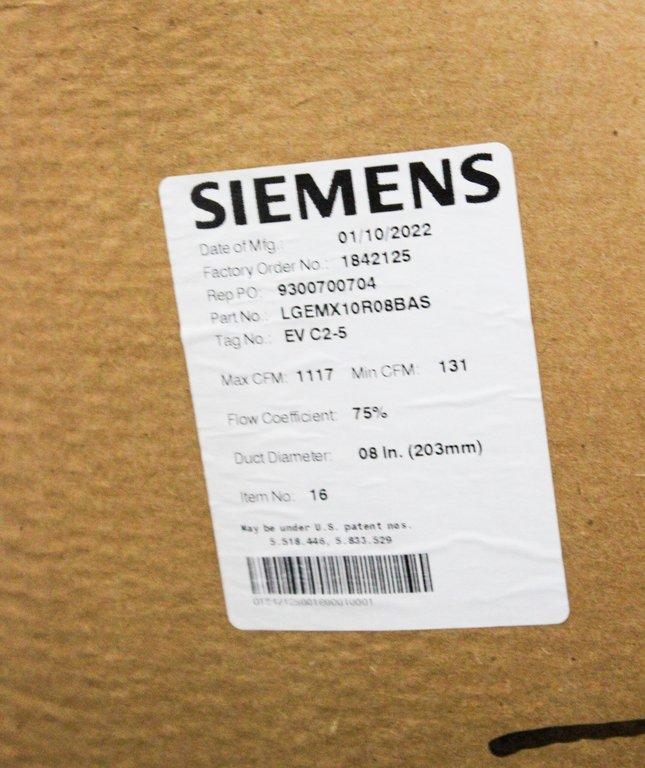 SIEMENS
Date of Mfg.: 01/10/2022
Factory Order No.: 1842125
Rep PO: 9300700704
Part No.: LGEMX10R08BAS
Tag No.: EV C2-5
Max CFM: 1117 Min CFM: 131
Flow Coefficient: 75%
Duct Diameter: 08 In. (203mm)
Item No: 16
May be under U.S. patent nos.
5.518.446, 5.833.529